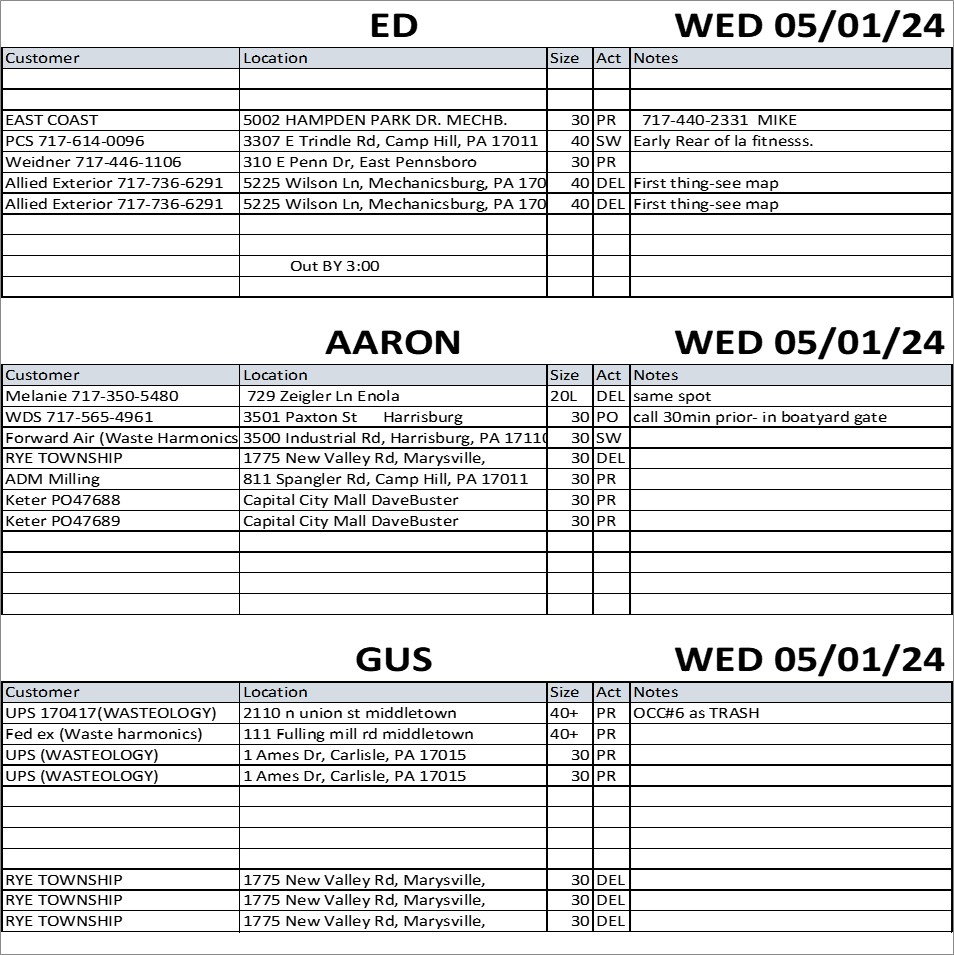 ED WED 05/01/24
Customer Location Size Act Notes
EAST COAST 5002 HAMPDEN PARK DR. MECHB. 30 PR 717-440-2331 MIKE
PCS 717-614-0096 3307 E Trindle Rd, Camp Hill, PA 17011 40 SW Early Rear of la fitnesss.
Weidner 717-446-1106 310 E Penn Dr, East Pennsboro 30 PR
Allied Exterior 717-736-6291 5225 Wilson Ln, Mechanicsburg, PA 170 40 DEL First thing-see map
Allied Exterior 717-736-6291 5225 Wilson Ln, Mechanicsburg, PA 170 40 DEL First thing-see map
Out BY 3:00
AARON WED 05/01/24
Customer Location Size Act Notes
Melanie 717-350-5480 729 Zeigler Ln Enola 20L DEL same spot
WDS 717-565-4961 3501 Paxton St Harrisburg 30 PO call 30min prior- in boatyard gate
Forward Air (Waste Harmonics 3500 Industrial Rd, Harrisburg, PA 17110 30 SW
RYE TOWNSHIP 1775 New Valley Rd, Marysville, 30 DEL
ADM Milling 811 Spangler Rd, Camp Hill, PA 17011 30 PR
Keter PO47688 Capital City Mall DaveBuster 30 PR
Keter PO47689 Capital City Mall DaveBuster 30 PR
GUS WED 05/01/24
Customer Location Size Act Notes
UPS 170417(WASTEOLOGY) 2110 n union st middletown 40+ PR OCC#6 as TRASH
Fed ex (Waste harmonics) 111 Fulling mill rd middletown 40+ PR
UPS (WASTEOLOGY) 1 Ames Dr, Carlisle, PA 17015 30 PR
UPS (WASTEOLOGY) 1 Ames Dr, Carlisle, PA 17015 30 PR
RYE TOWNSHIP 1775 New Valley Rd, Marysville, 30 DEL
RYE TOWNSHIP 1775 New Valley Rd, Marysville, 30 DEL
RYE TOWNSHIP 1775 New Valley Rd, Marysville, 30 DEL